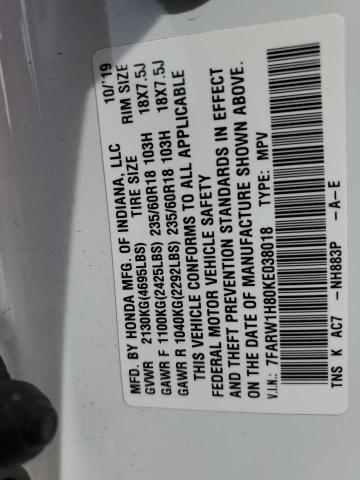 MFD. BY HONDA MFG. OF INDIANA, LLC 10/'19
GVWR 2130KG(4695LBS) TIRE SIZE RIM SIZE
GAWR F 1100KG(2425LBS) 235/60R18 103H 18X7.5J
GAWR R 1040KG(2292LBS) 235/60R18 103H 18X7.5J
THIS VEHICLE CONFORMS TO ALL APPLICABLE
FEDERAL MOTOR VEHICLE SAFETY
AND THEFT PREVENTION STANDARDS IN EFFECT
ON THE DATE OF MANUFACTURE SHOWN ABOVE.
V.I.N.: 7FARW1H80KE038018 TYPE: MPV
TNS K AC7 -NH883P -A-E